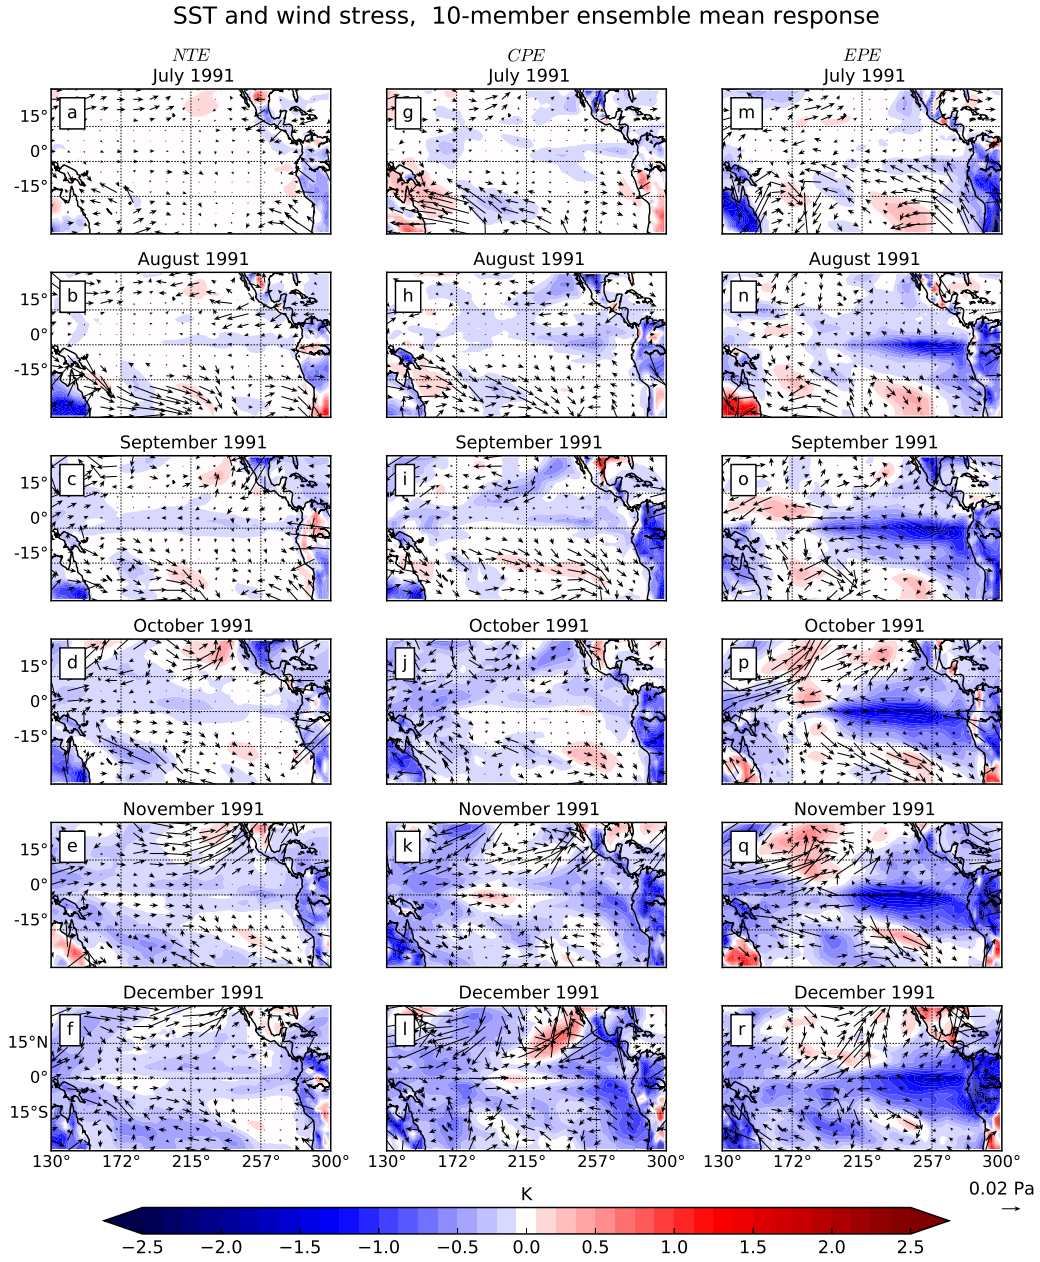 SST and wind stress,  10-member ensemble mean response
NTE CPE EPE
July 1991 July 1991 July 1991
a g m
15°
0°
-15°
August 1991 August 1991 August 1991
b h n
15°
0°
-15°
September 1991 September 1991 September 1991
c i o
15°
0°
-15°
October 1991 October 1991 October 1991
d j p
15°
0°
-15°
November 1991 November 1991 November 1991
e k q
15°
0°
-15°
December 1991 December 1991 December 1991
f l r
15°N
0°
15°S
130° 172° 215° 257° 300° 130° 172° 215° 257° 300° 130° 172° 215° 257° 300°
0.02 Pa
K
−2.5 −2.0 −1.5 −1.0 −0.5 0.0 0.5 1.0 1.5 2.0 2.5